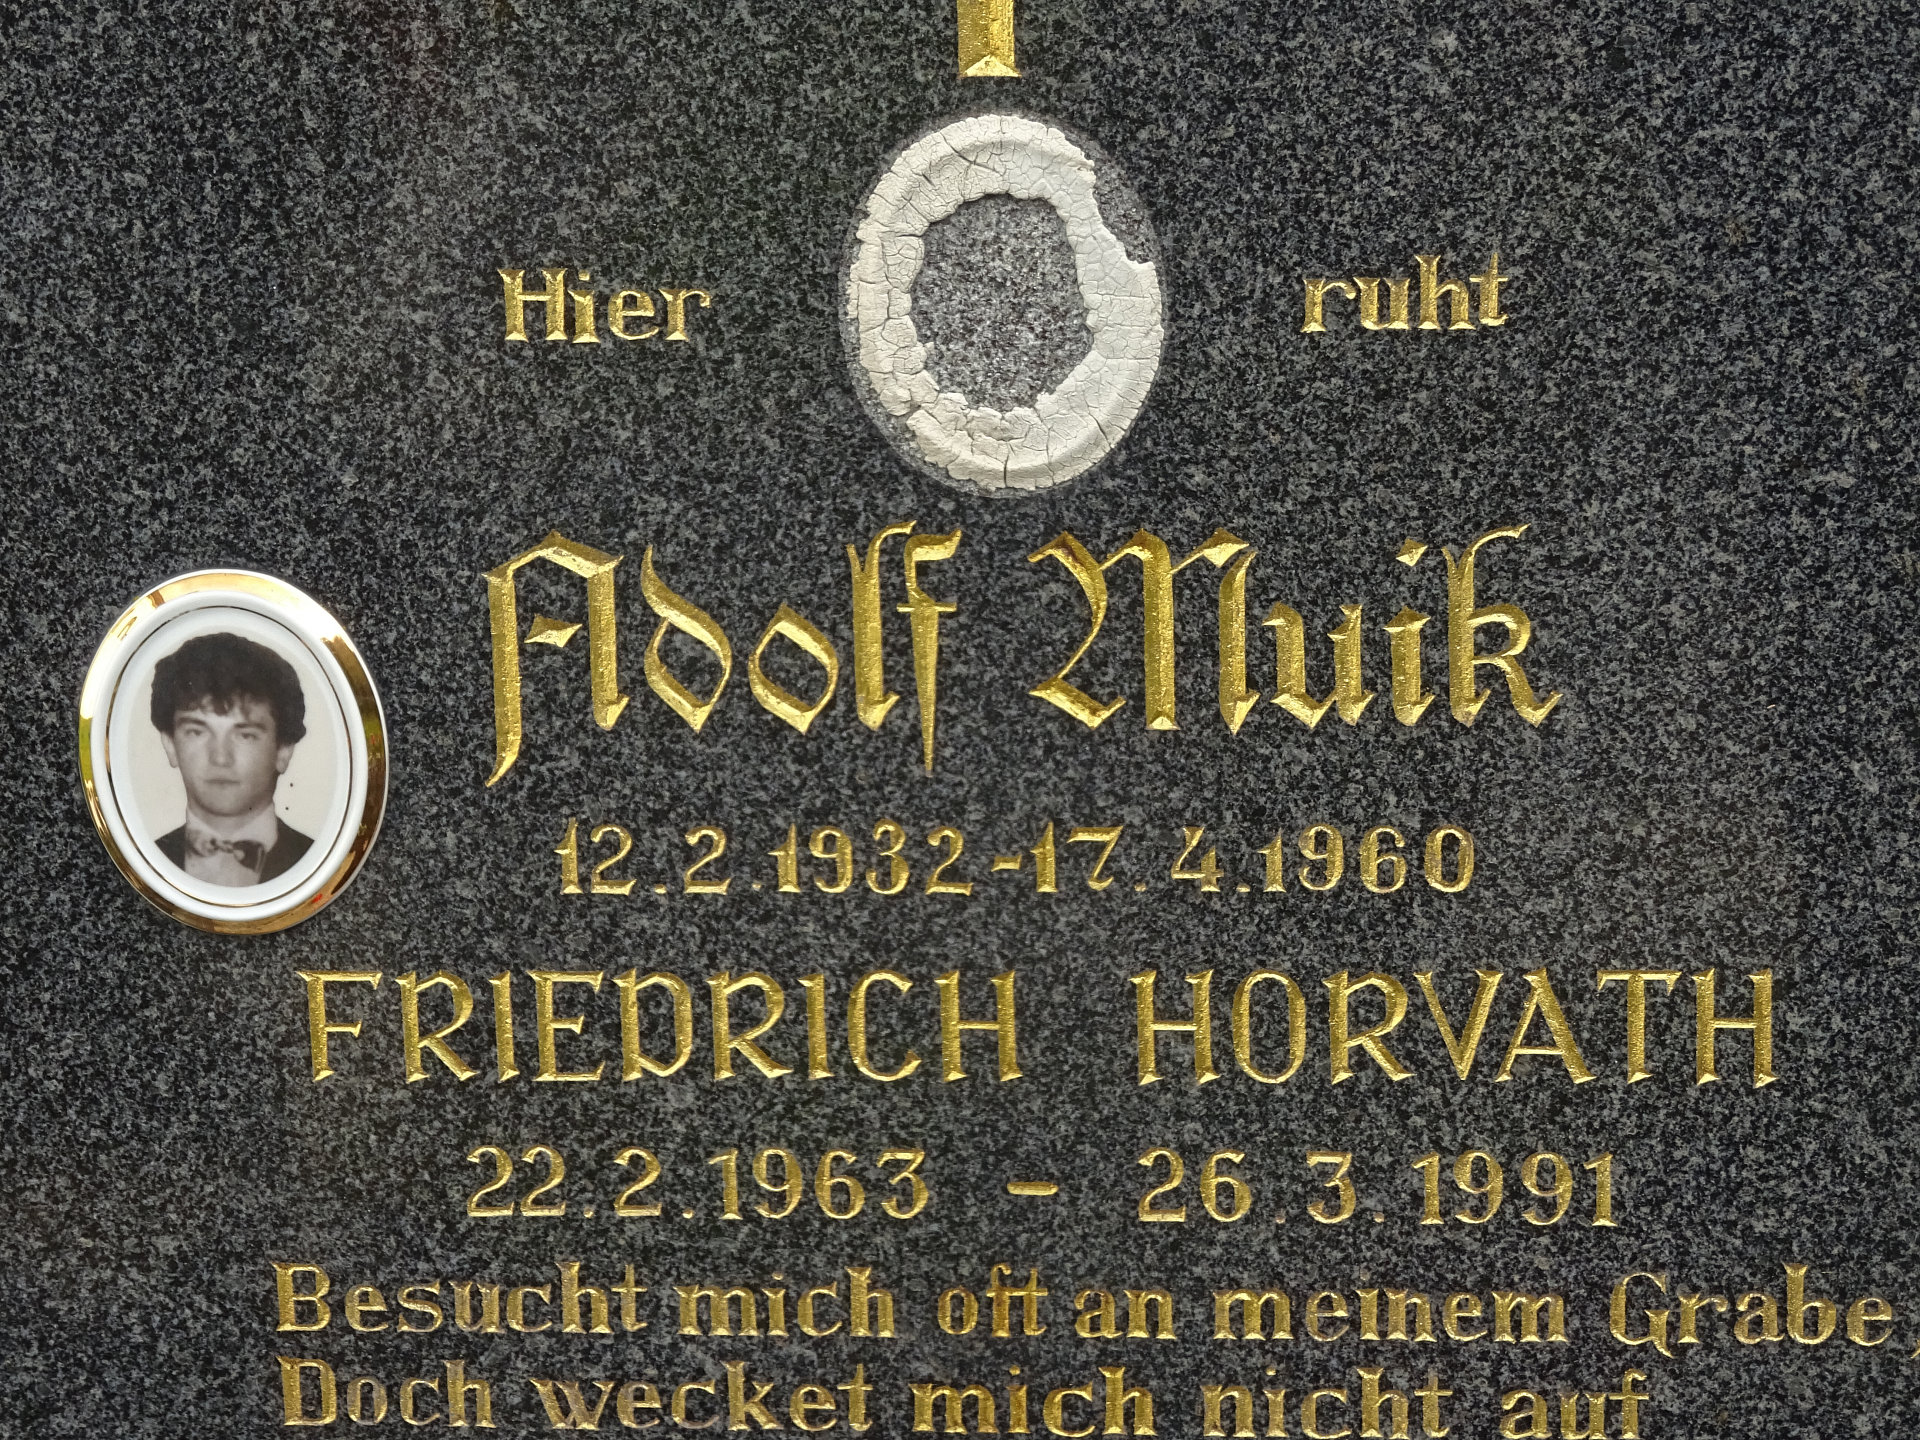 Hier ruht
Adolf Muik
12.2.1932-17.4.1960
FRIEDRICH HORVATH
22.2.1963 - 26.3.1991
Besucht mich oft an meinem Grabe,
Doch wecket mich nicht auf